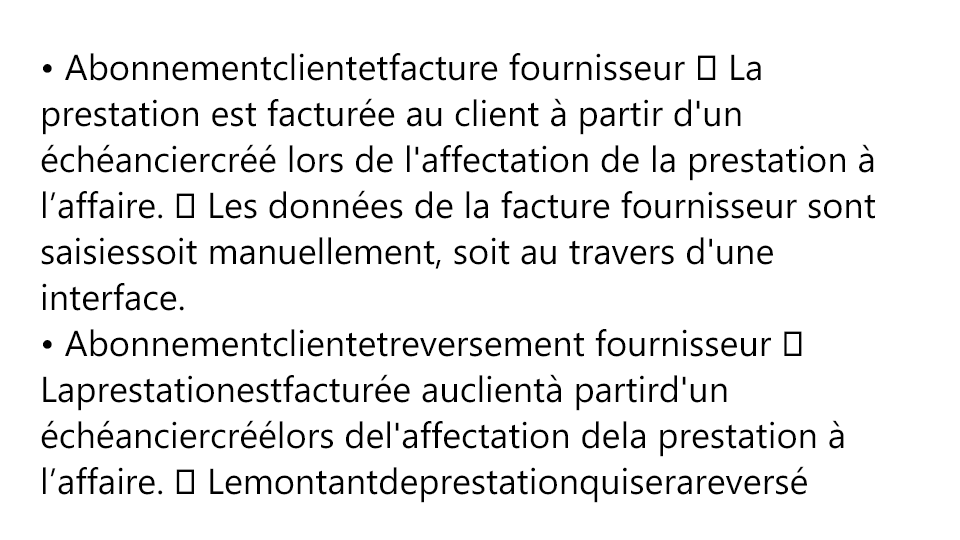 • Abonnementclientetfacture fournisseur  La
prestation est facturée au client à partir d'un
échéanciercréé lors de l'affectation de la prestation à
l’affaire.  Les données de la facture fournisseur sont
saisiessoit manuellement, soit au travers d'une
interface.
• Abonnementclientetreversement fournisseur 
Laprestationestfacturée auclientà partird'un
échéanciercréélors del'affectation dela prestation à
l’affaire.  Lemontantdeprestationquiserareversé